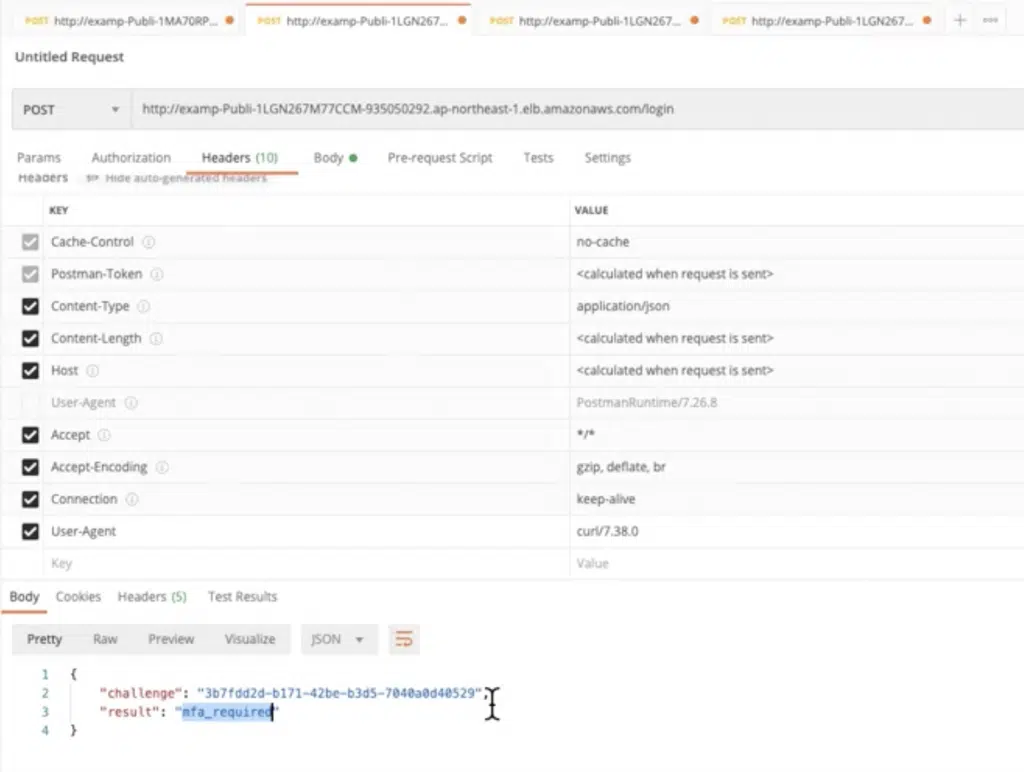 POST http://examp-Publi-1MA70RP... POST http://examp-Publi-1LGN267... POST http://examp-Publi-1LGN267... POST http://examp-Publi-1LGN267...
Untitled Request
POST http://examp-Publi-1LGN267M77CCM-935050292.ap-northeast-1.elb.amazonaws.com/login
Params Authorization Headers (10) Body Pre-request Script Tests Settings
Headers Hide auto-generated headers
KEY VALUE
Cache-Control no-cache
Postman-Token <calculated when request is sent>
Content-Type application/json
Content-Length <calculated when request is sent>
Host <calculated when request is sent>
User-Agent PostmanRuntime/7.26.8
Accept */*
Accept-Encoding gzip, deflate, br
Connection keep-alive
User-Agent curl/7.38.0
Key Value
Body Cookies Headers (5) Test Results
Pretty Raw Preview Visualize JSON
1 {
2 "challenge": "3b7fdd2d-b171-42be-b3d5-7040a0d40529",
3 "result": "mfa_required"
4 }